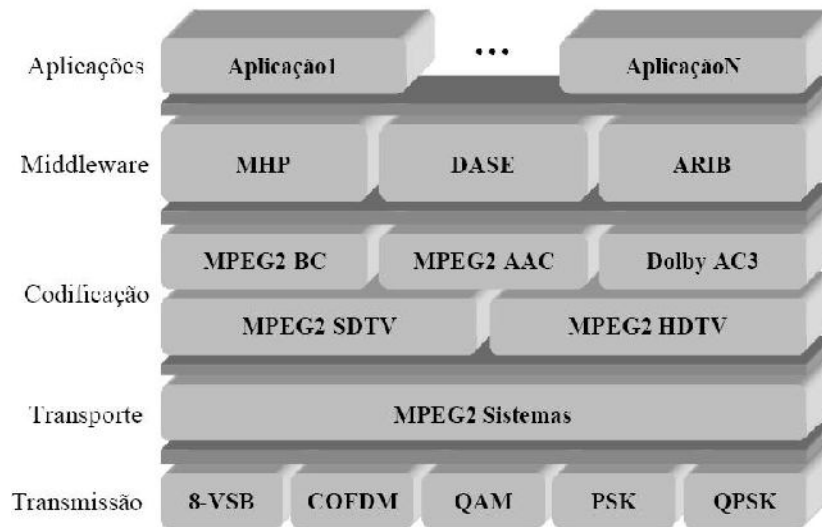 Aplicações
Aplicação1
...
AplicaçãoN
Middleware
MHP
DASE
ARIB
Codificação
MPEG2 BC
MPEG2 AAC
Dolby AC3
MPEG2 SDTV
MPEG2 HDTV
Transporte
MPEG2 Sistemas
Transmissão
8-VSB
COFDM
QAM
PSK
QPSK